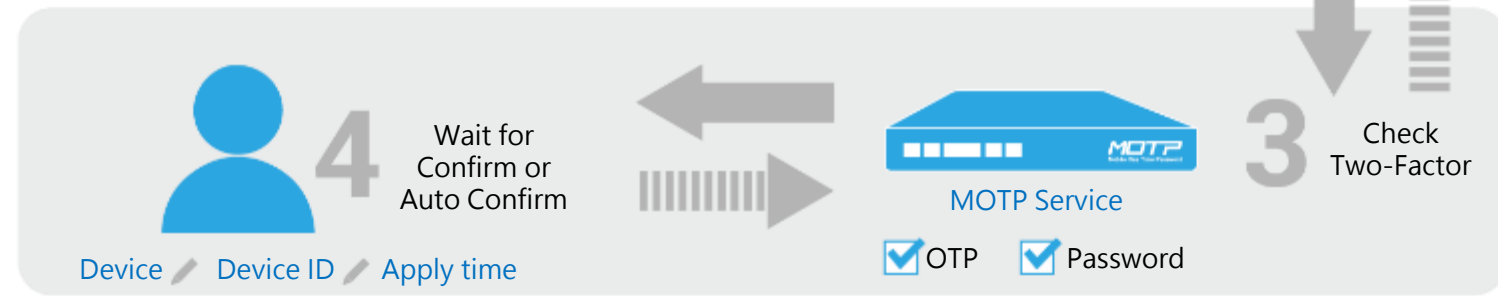 4
Wait for
Confirm or
Auto Confirm
Device
Device ID
Apply time
MOTP
MOTP Service
OTP
Password
3
Check
Two-Factor